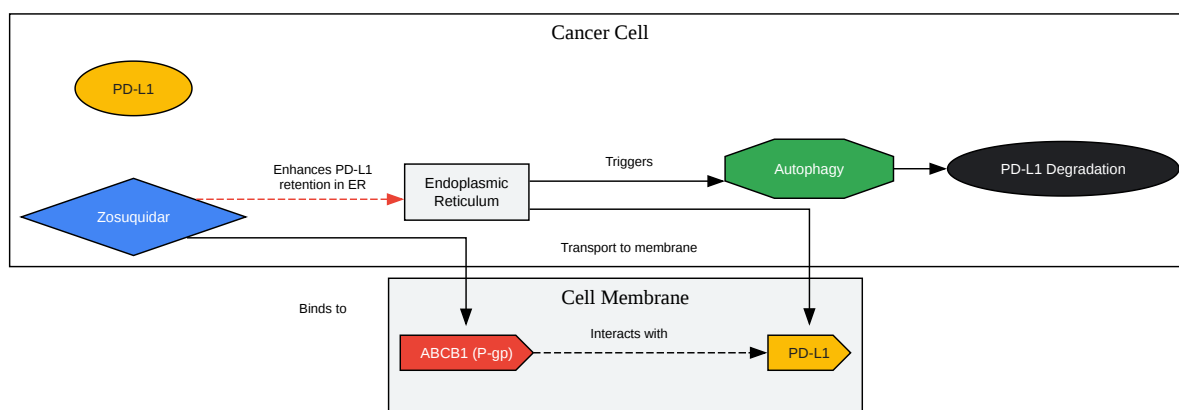 Cancer Cell
PD-L1
Enhances PD-L1
retention in ER
Triggers
Endoplasmic
Reticulum
Autophagy
PD-L1 Degradation
Zosuquidar
Transport to membrane
Cell Membrane
Binds to
Interacts with
ABCB1 (P-gp)
PD-L1